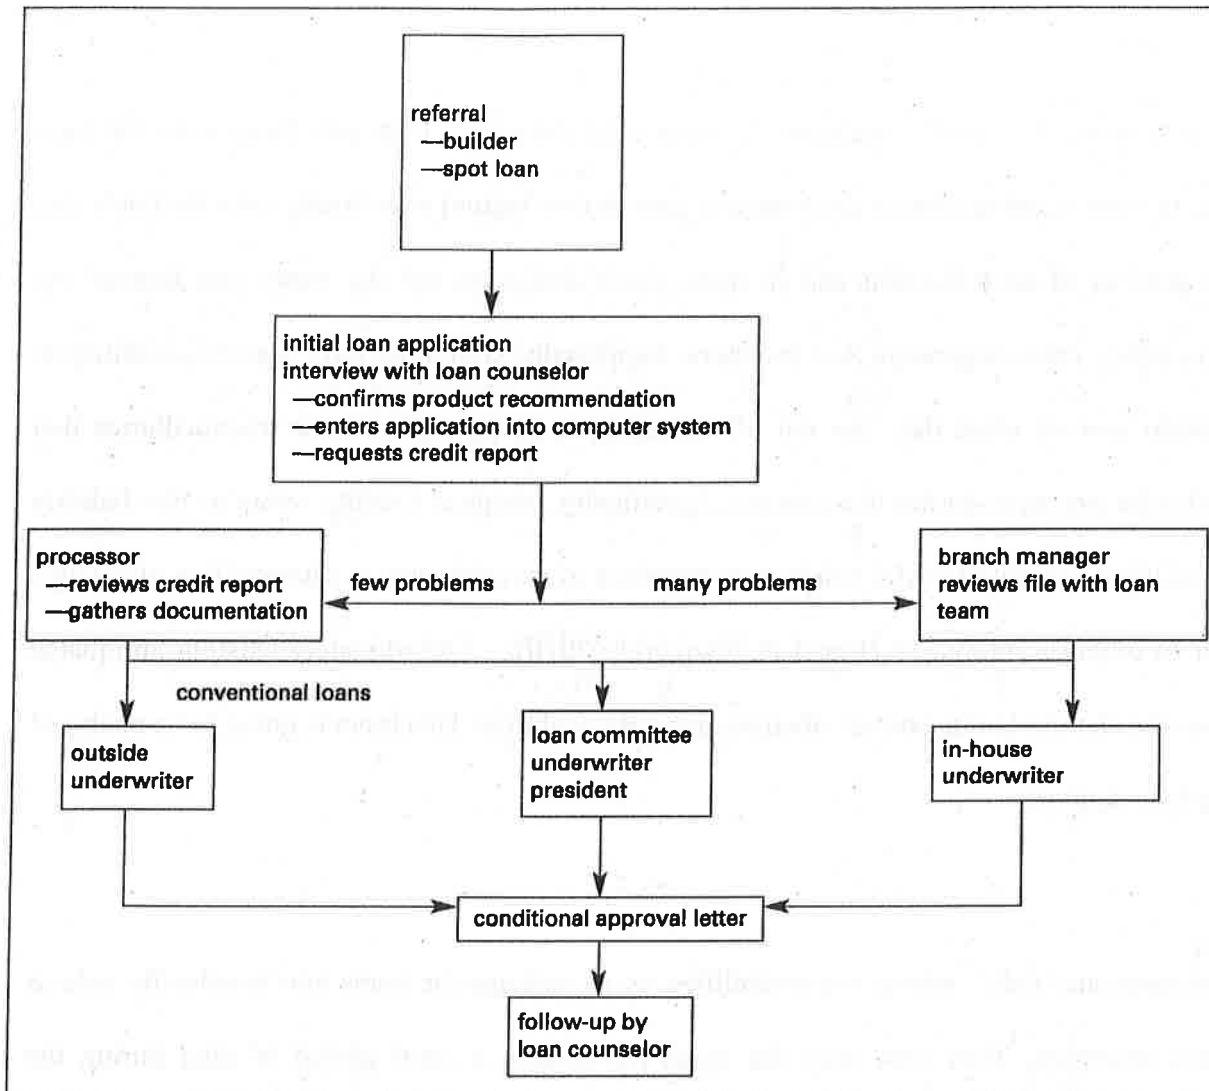 referral
—builder
—spot loan
initial loan application
interview with loan counselor
—confirms product recommendation
—enters application into computer system
—requests credit report
processor
—reviews credit report
—gathers documentation
few problems
many problems
branch manager
reviews file with loan
team
conventional loans
outside
underwriter
loan committee
underwriter
president
in-house
underwriter
conditional approval letter
follow-up by
loan counselor